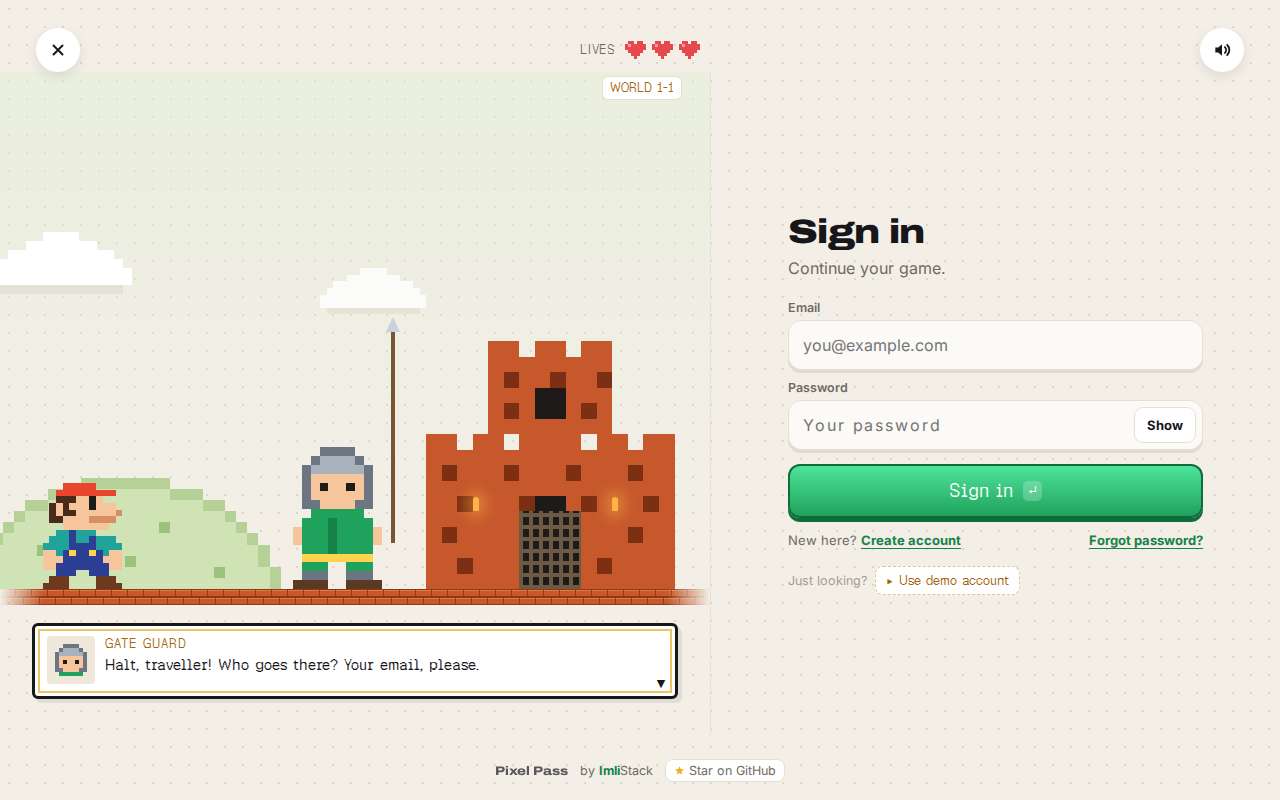 LIVES
WORLD 1-1
Sign in
Continue your game.
Email
you@example.com
Password
Your password
Show
Sign in
New here? Create account
Forgot password?
Just looking?
Use demo account
GATE GUARD
Halt, traveller! Who goes there? Your email, please.
Pixel Pass by ImliStack
Star on GitHub